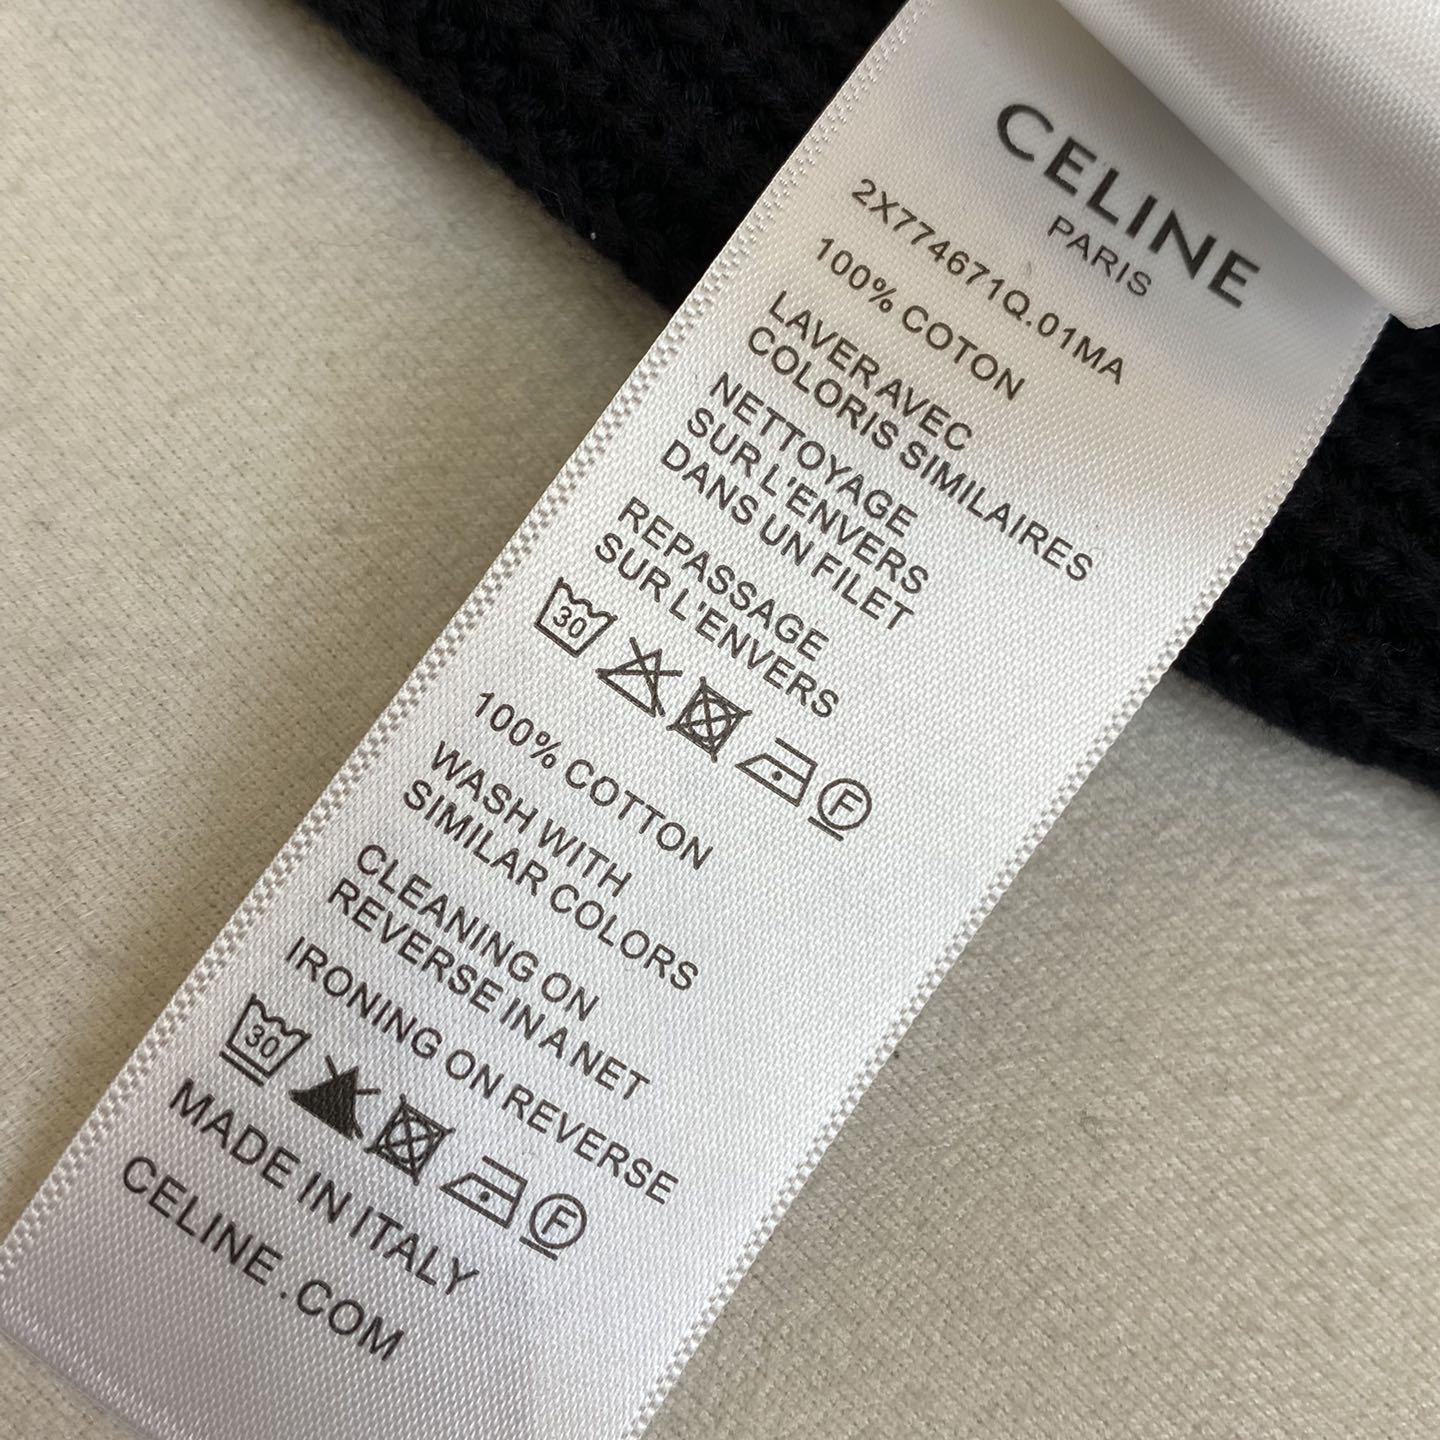 CELINE
PARIS
2X774671Q.01MA
100% COTON
LAVER AVEC
COLORIS SIMILAIRES
NETTOYAGE
SUR L'ENVERS
DANS UN FILET
REPASSAGE
SUR L'ENVERS
30 F
100% COTTON
WASH WITH
SIMILAR COLORS
CLEANING ON
REVERSE IN A NET
IRONING ON REVERSE
30 F
MADE IN ITALY
CELINE.COM